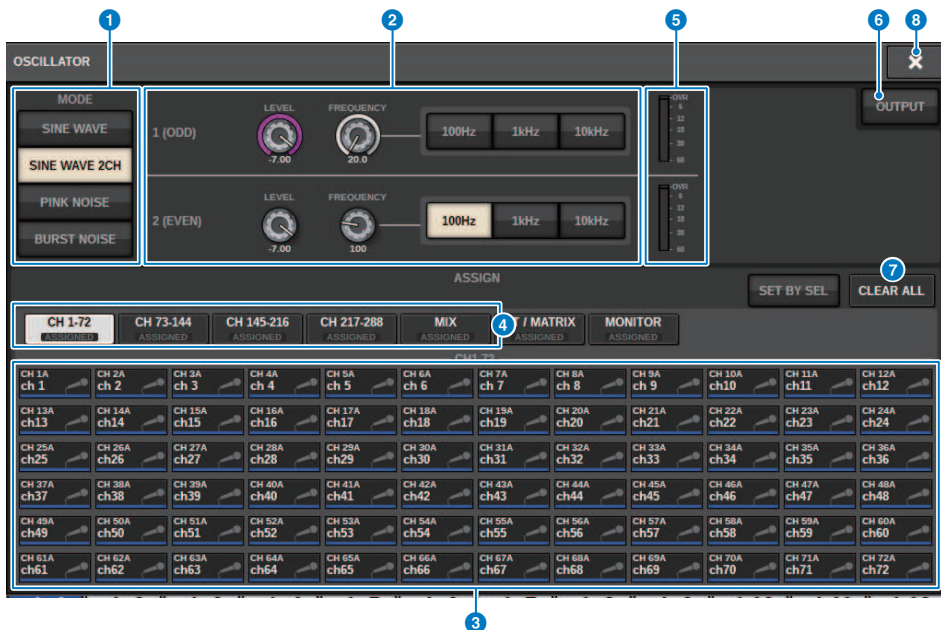 1 2 5 6 8
OSCILLATOR
MODE
SINE WAVE
SINE WAVE 2CH
PINK NOISE
BURST NOISE
1 (ODD)
LEVEL
-7.00
FREQUENCY
20.0
100Hz 1kHz 10kHz
OVR
6
12
18
30
60
2 (EVEN)
LEVEL
-7.00
FREQUENCY
100
100Hz 1kHz 10kHz
OVR
6
12
18
30
60
OUTPUT
ASSIGN
7
SET BY SEL
CLEAR ALL
CH 1-72 CH 73-144 CH 145-216 CH 217-288 MIX 4 T / MATRIX MONITOR
ASSIGNED ASSIGNED ASSIGNED ASSIGNED ASSIGNED ASSIGNED ASSIGNED
CH1-72
CH 1A CH 2A CH 3A CH 4A CH 5A CH 6A CH 7A CH 8A CH 9A CH 10A CH 11A CH 12A
ch 1 ch 2 ch 3 ch 4 ch 5 ch 6 ch 7 ch 8 ch 9 ch10 ch11 ch12
CH 13A CH 14A CH 15A CH 16A CH 17A CH 18A CH 19A CH 20A CH 21A CH 22A CH 23A CH 24A
ch13 ch14 ch15 ch16 ch17 ch18 ch19 ch20 ch21 ch22 ch23 ch24
CH 25A CH 26A CH 27A CH 28A CH 29A CH 30A CH 31A CH 32A CH 33A CH 34A CH 35A CH 36A
ch25 ch26 ch27 ch28 ch29 ch30 ch31 ch32 ch33 ch34 ch35 ch36
CH 37A CH 38A CH 39A CH 40A CH 41A CH 42A CH 43A CH 44A CH 45A CH 46A CH 47A CH 48A
ch37 ch38 ch39 ch40 ch41 ch42 ch43 ch44 ch45 ch46 ch47 ch48
CH 49A CH 50A CH 51A CH 52A CH 53A CH 54A CH 55A CH 56A CH 57A CH 58A CH 59A CH 60A
ch49 ch50 ch51 ch52 ch53 ch54 ch55 ch56 ch57 ch58 ch59 ch60
CH 61A CH 62A CH 63A CH 64A CH 65A CH 66A CH 67A CH 68A CH 69A CH 70A CH 71A CH 72A
ch61 ch62 ch63 ch64 ch65 ch66 ch67 ch68 ch69 ch70 ch71 ch72
3